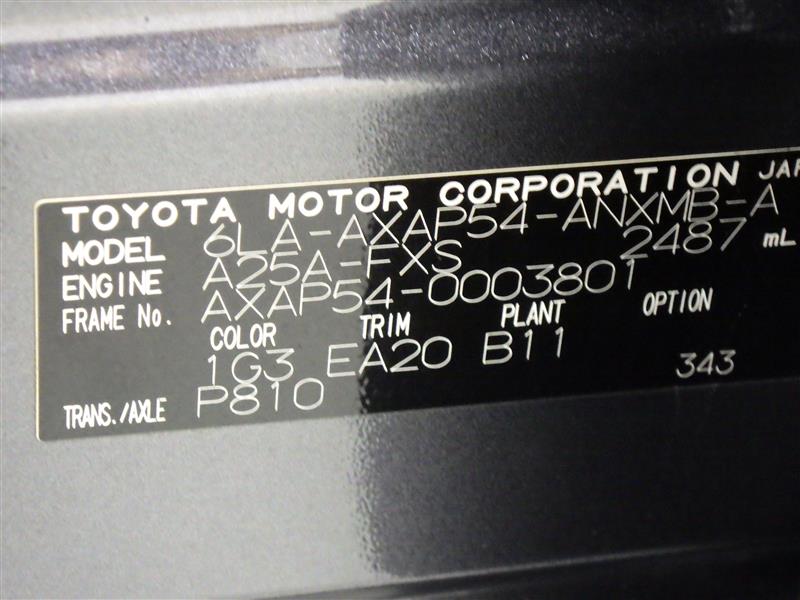 TOYOTA MOTOR CORPORATION JAP
MODEL 6LA-AXAP54-ANXMB-A
ENGINE A25A-FXS 2487 mL
FRAME No. AXAP54-0003801
COLOR TRIM PLANT OPTION
1G3 EA20 B11 343
TRANS./AXLE P810